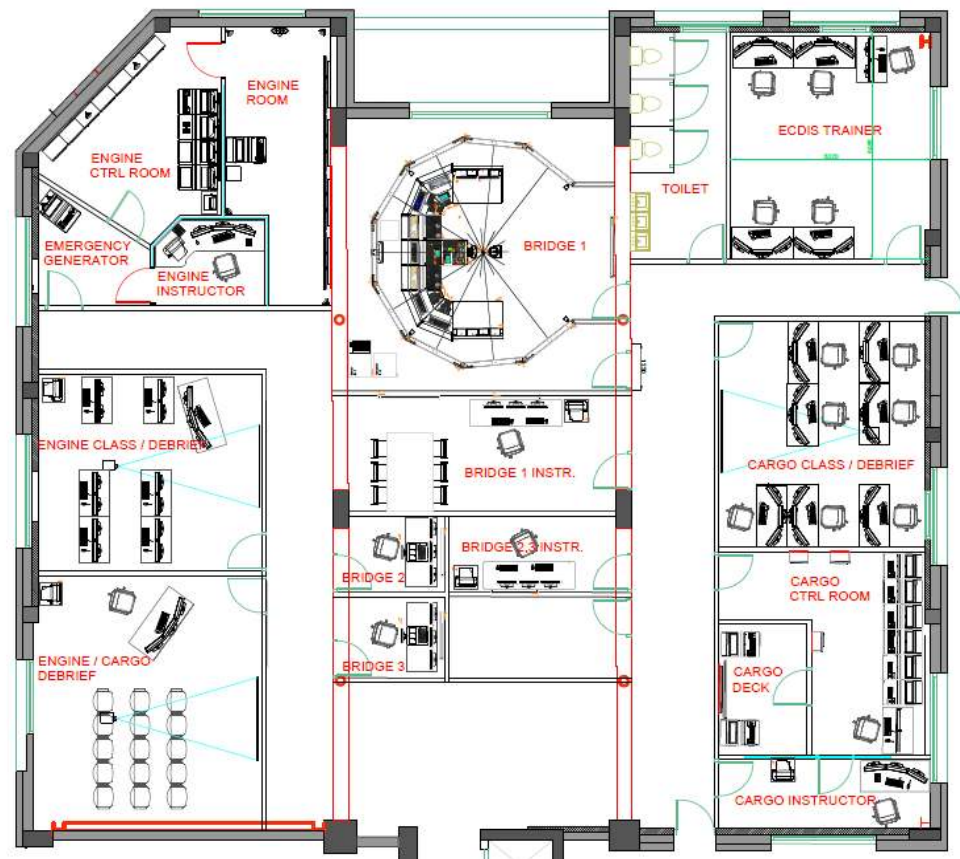 ENGINE
ROOM
ENGINE
CTRL ROOM
EMERGENCY
GENERATOR
ENGINE
INSTRUCTOR
BRIDGE 1
TOILET
ECDIS TRAINER
ENGINE CLASS / DEBRIEF
BRIDGE 1 INSTR.
CARGO CLASS / DEBRIEF
BRIDGE 2
BRIDGE 2,3 INSTR.
BRIDGE 3
ENGINE / CARGO
DEBRIEF
CARGO
CTRL ROOM
CARGO
DECK
CARGO INSTRUCTOR